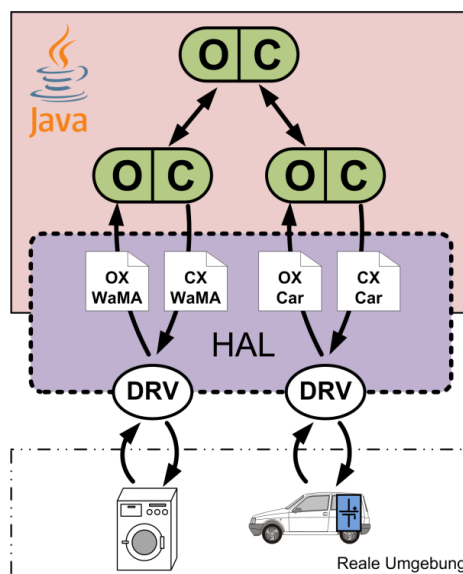 O C
Java
O C
O C
OX
WaMA
CX
WaMA
OX
Car
CX
Car
HAL
DRV
DRV
Reale Umgebung